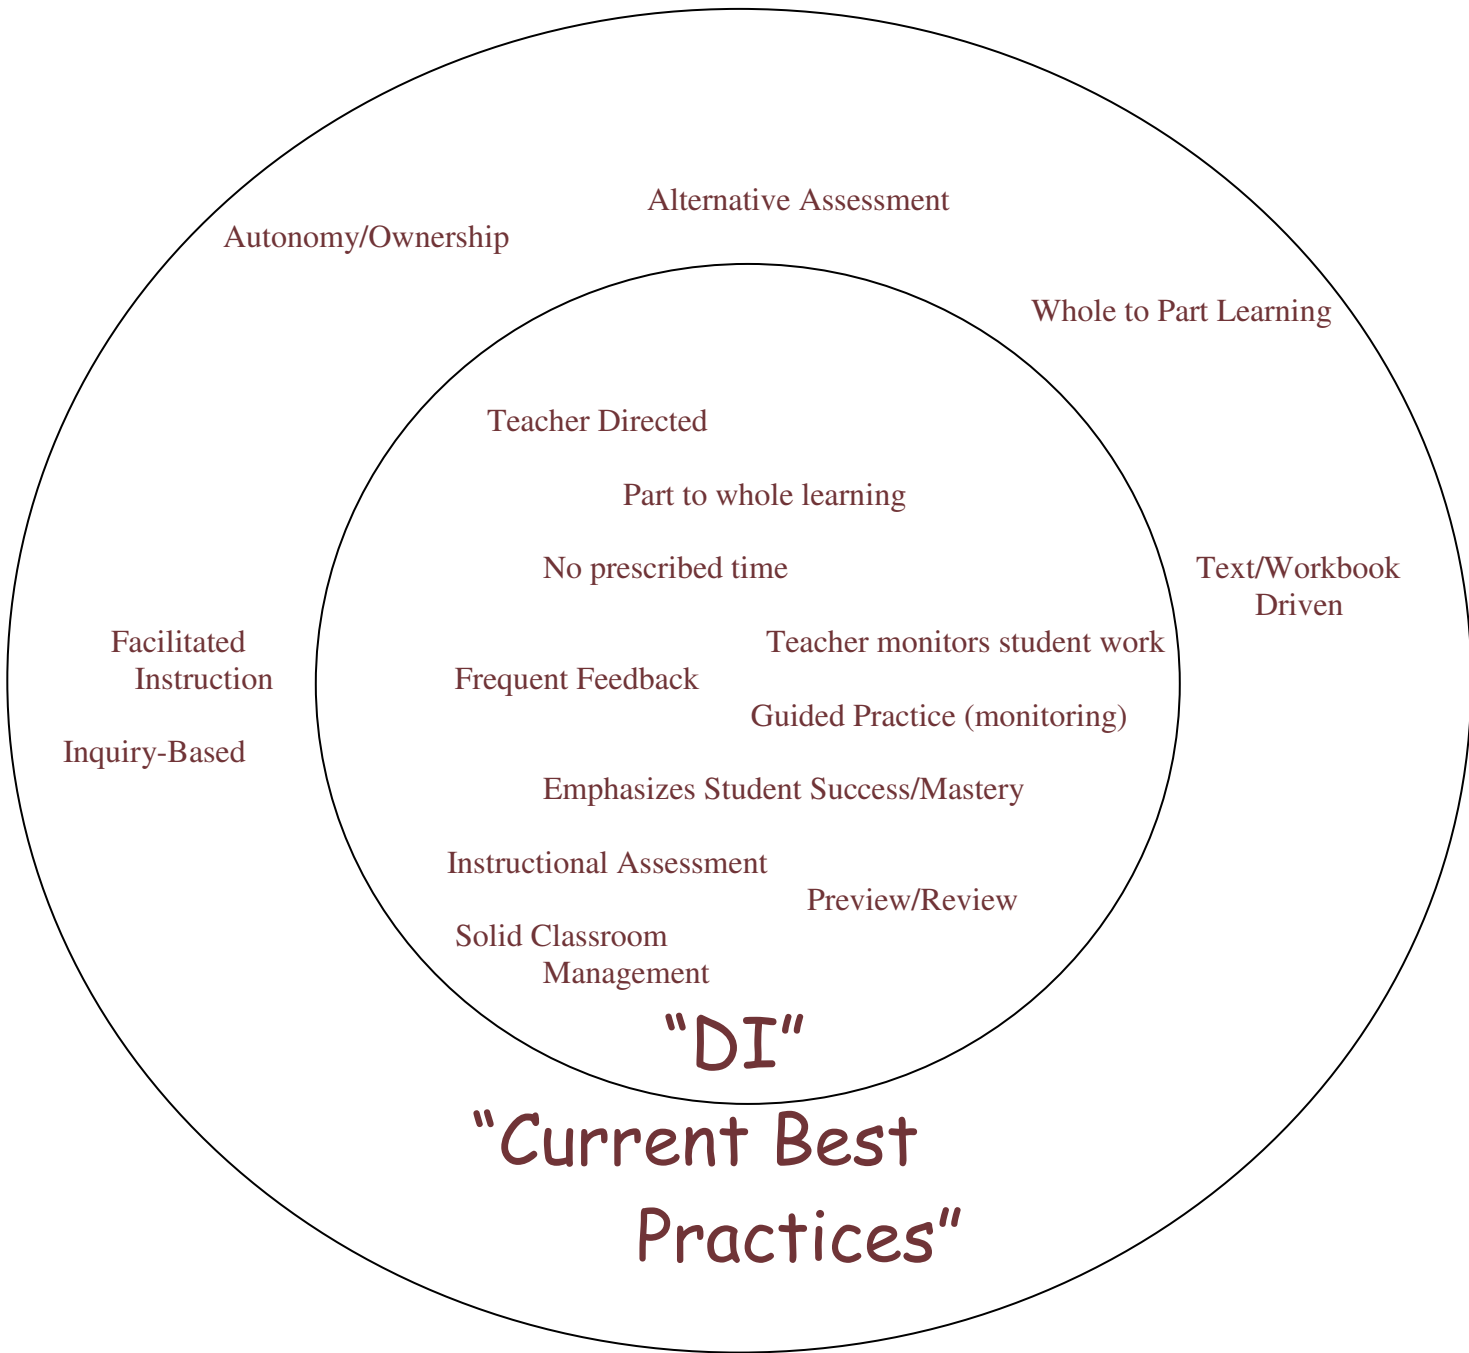 Alternative Assessment
Autonomy/Ownership
Whole to Part Learning
Teacher Directed
Part to whole learning
No prescribed time
Text/Workbook
Driven
Facilitated
Instruction
Teacher monitors student work
Frequent Feedback
Guided Practice (monitoring)
Inquiry-Based
Emphasizes Student Success/Mastery
Instructional Assessment
Preview/Review
Solid Classroom
Management
“DI”
“Current Best
Practices”